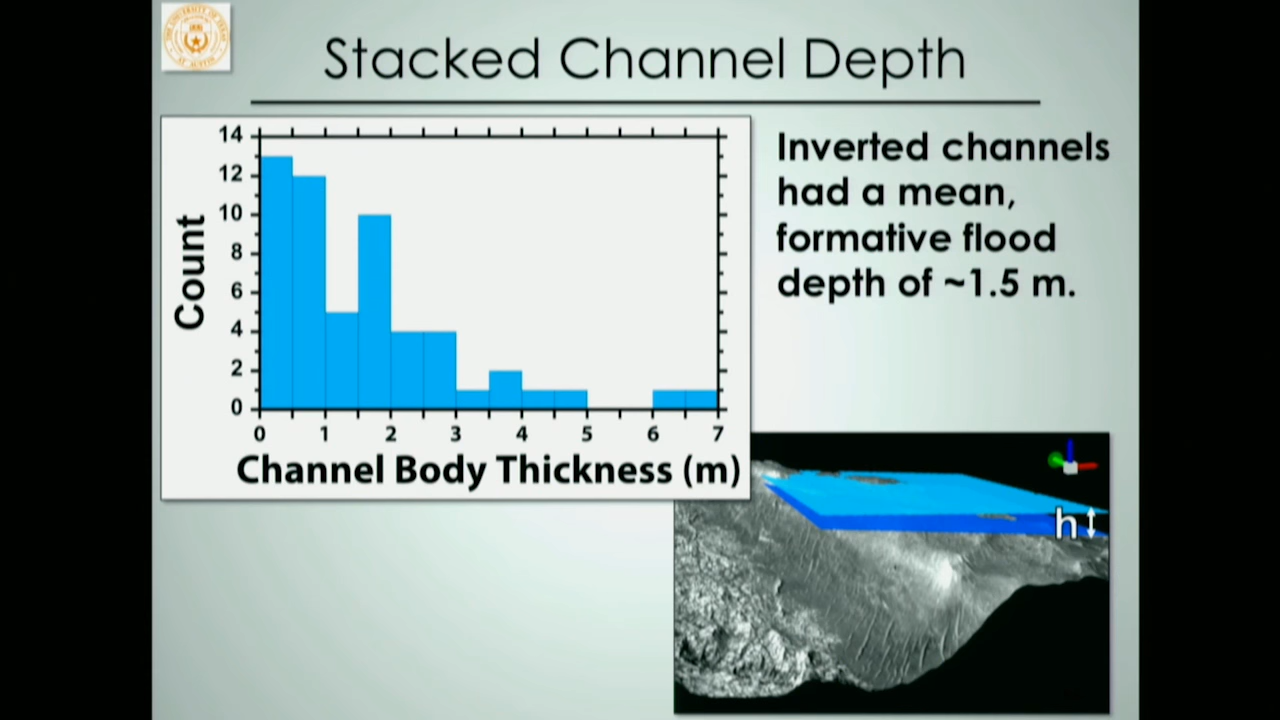 Stacked Channel Depth
14
12
10
8
6
4
2
0
Count
0 1 2 3 4 5 6 7
Channel Body Thickness (m)
Inverted channels
had a mean,
formative flood
depth of ~1.5 m.
h